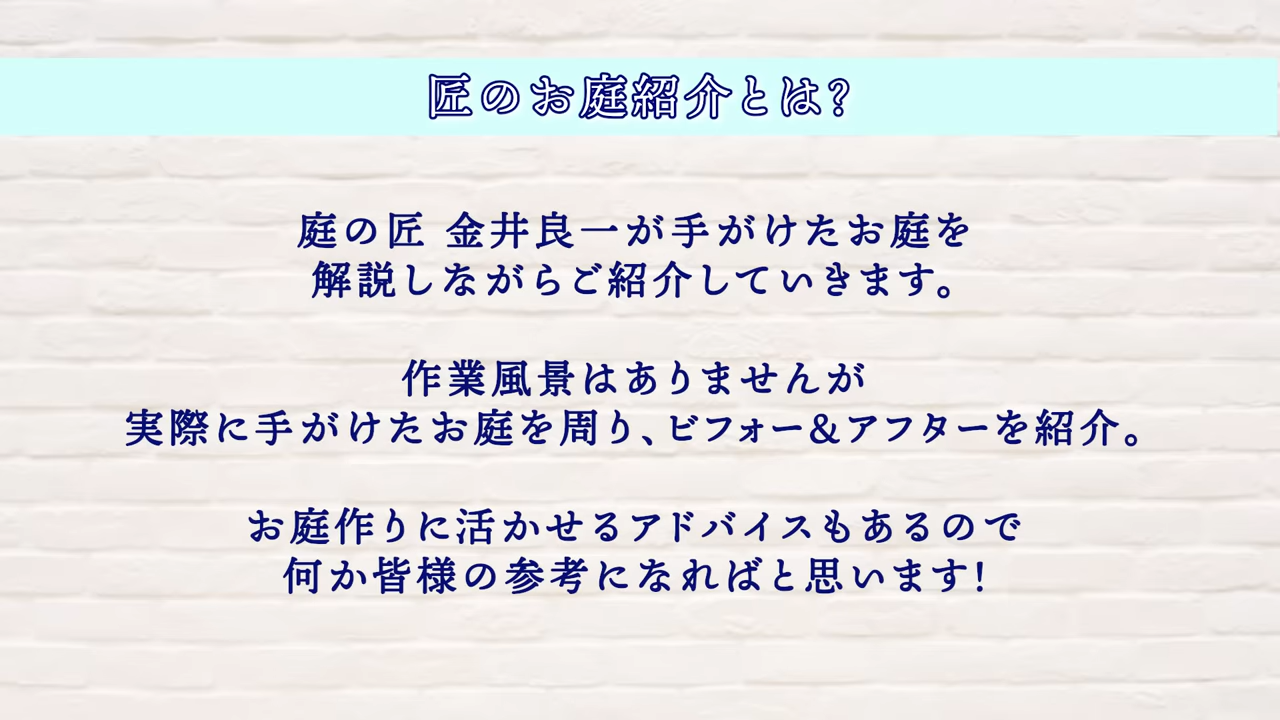 匠のお庭紹介とは?
庭の匠 金井良一が手がけたお庭を
解説しながらご紹介していきます。
作業風景はありませんが
実際に手がけたお庭を周り、ビフォー&アフターを紹介。
お庭作りに活かせるアドバイスもあるので
何か皆様の参考になればと思います!